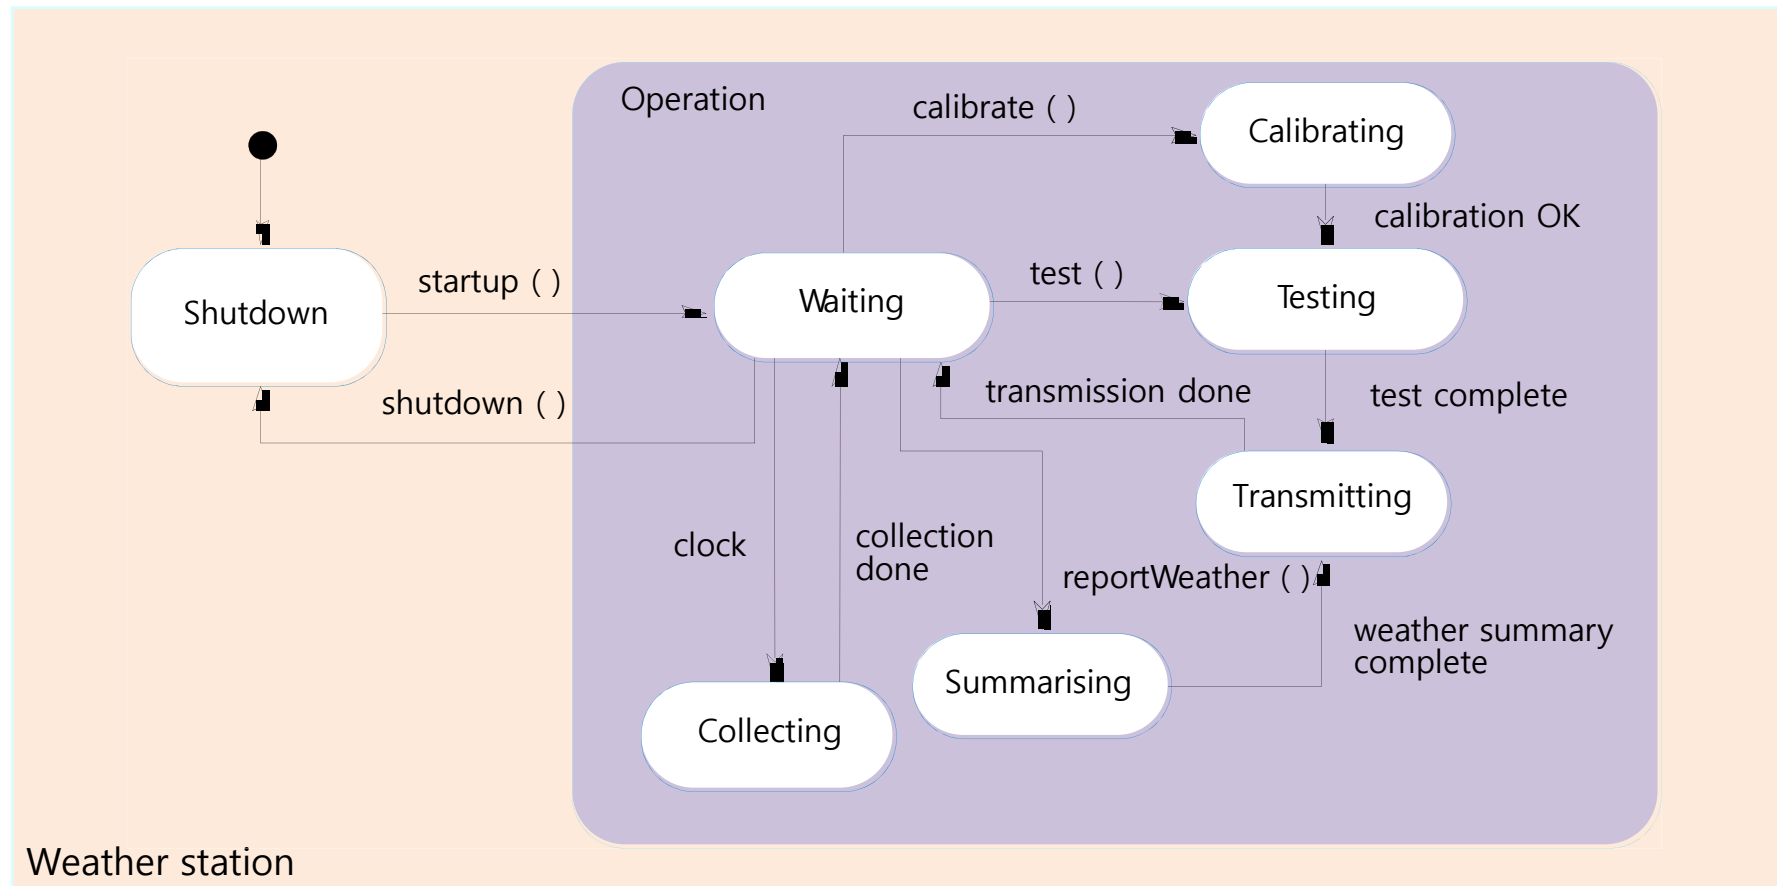 Operation
calibrate ( )
Calibrating
calibration OK
startup ( )
test ( )
Shutdown
Waiting
Testing
shutdown ( )
transmission done
test complete
Transmitting
clock
collection
done
reportWeather ( )
weather summary
complete
Summarising
Collecting
Weather station